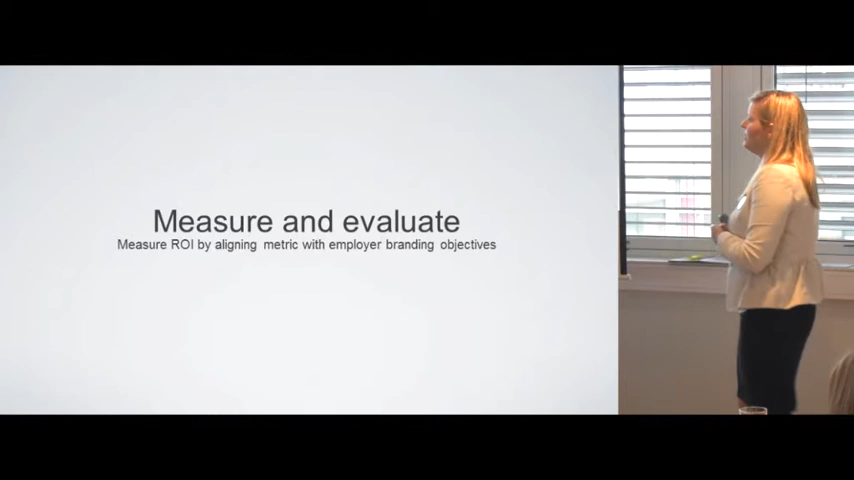 Measure and evaluate
Measure ROI by aligning metric with employer branding objectives